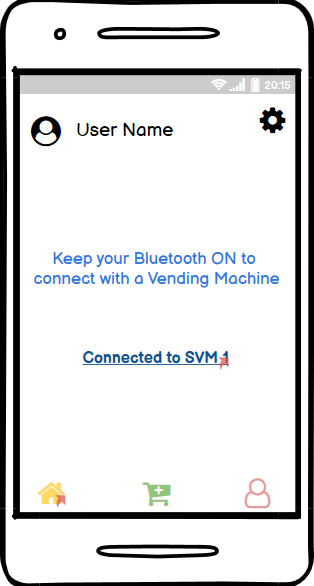 20:15
User Name
Keep your Bluetooth ON to
connect with a Vending Machine
Connected to SVM 1